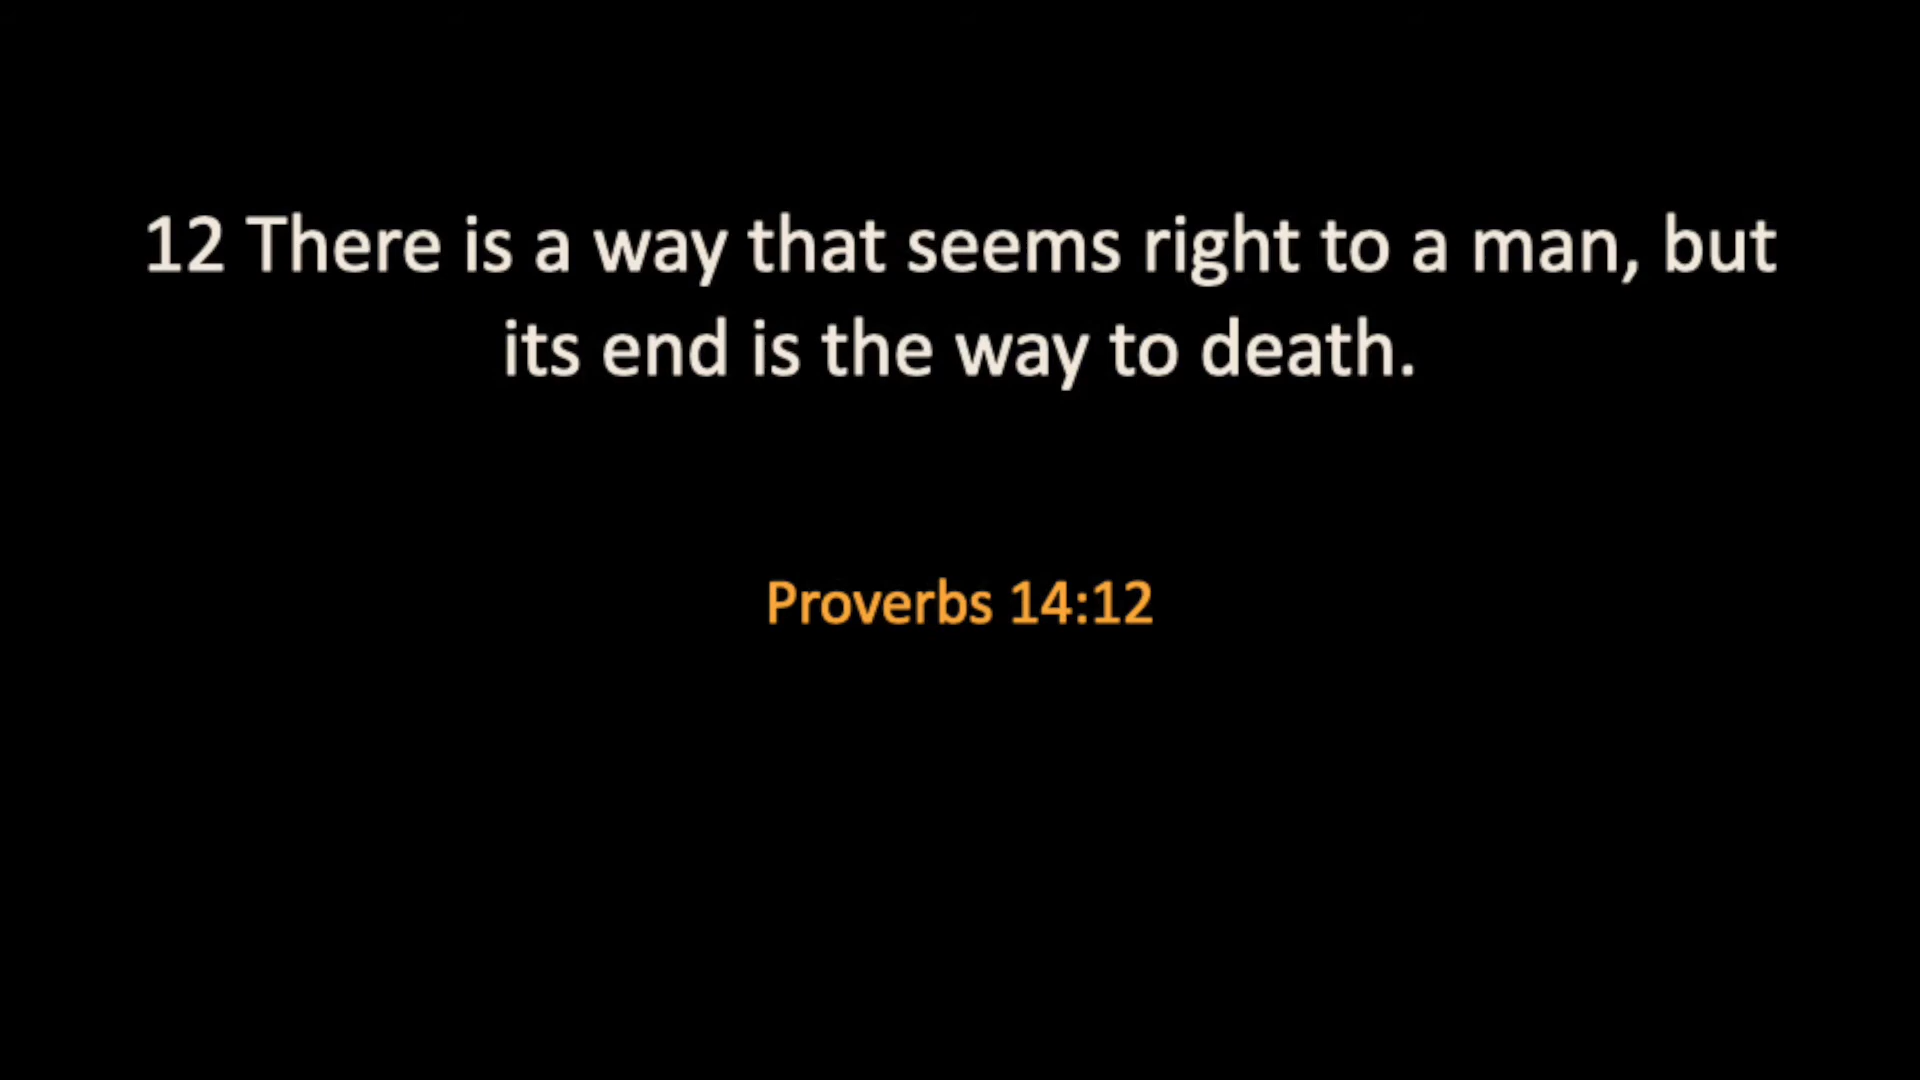 12 There is a way that seems right to a man, but
its end is the way to death.
Proverbs 14:12